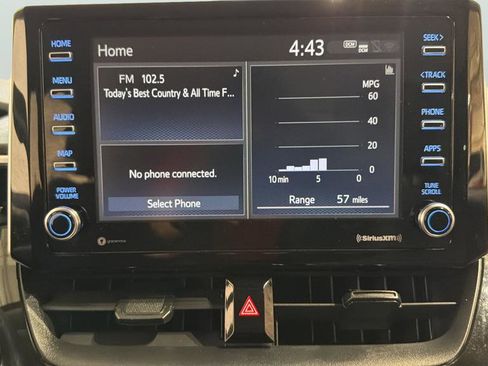 HOME
MENU
AUDIO
MAP
POWER
VOLUME
Home
4:43
DCM
FM 102.5
Today's Best Country & All Time F...
No phone connected.
Select Phone
MPG
60
40
20
0
10 min
5
0
Range 57 miles
SEEK >
< TRACK
PHONE
APPS
TUNE
SCROLL
gracenote
((SiriusXM))